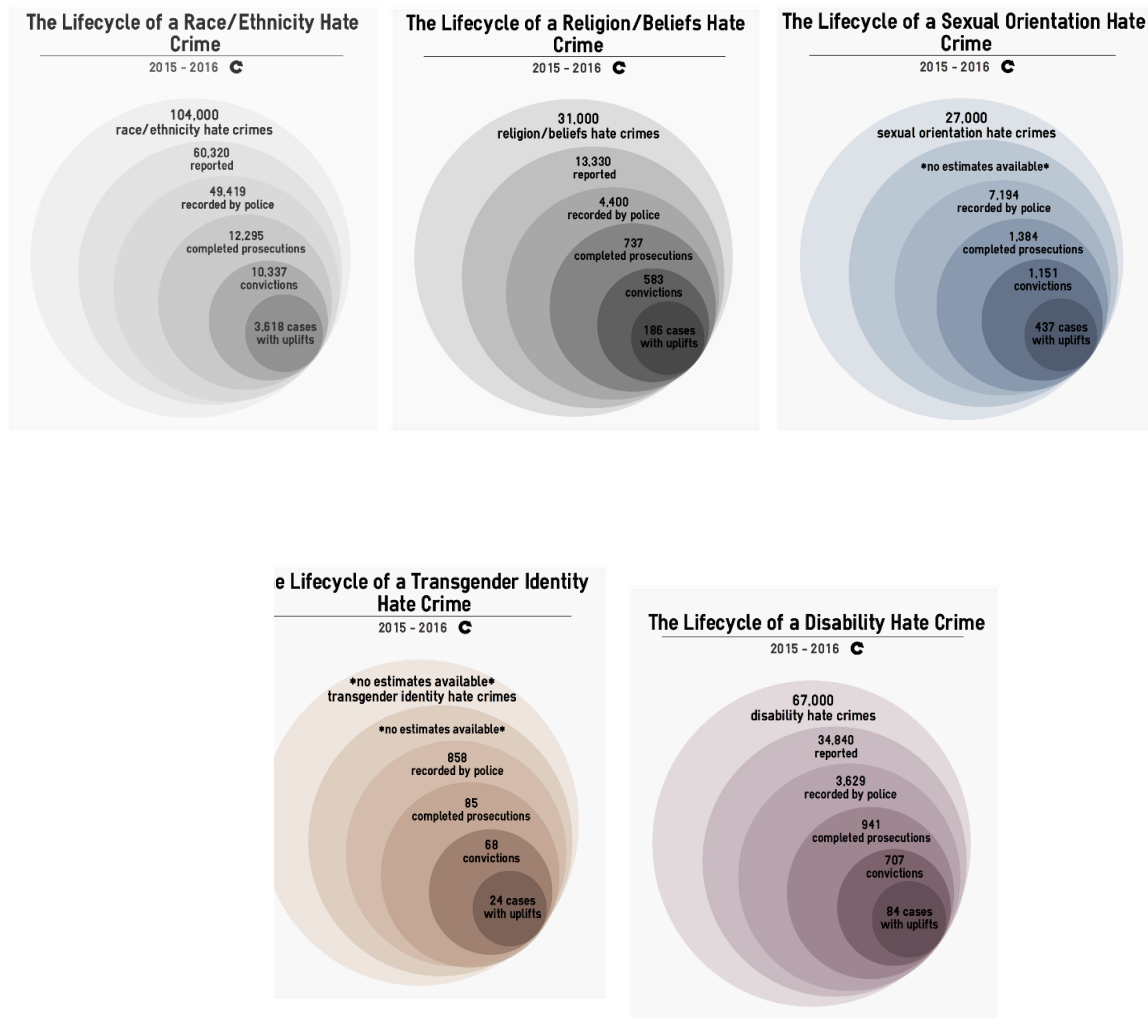 The Lifecycle of a Race/Ethnicity Hate
Crime
2015 - 2016
104,000
race/ethnicity hate crimes
60,320
reported
49,419
recorded by police
12,295
completed prosecutions
10,337
convictions
3,618 cases
with uplifts
The Lifecycle of a Religion/Beliefs Hate
Crime
2015 - 2016
31,000
religion/beliefs hate crimes
13,330
reported
4,400
recorded by police
737
completed prosecutions
583
convictions
186 cases
with uplifts
The Lifecycle of a Sexual Orientation Hate
Crime
2015 - 2016
27,000
sexual orientation hate crimes
*no estimates available*
7,194
recorded by police
1,384
completed prosecutions
1,151
convictions
437 cases
with uplifts
e Lifecycle of a Transgender Identity
Hate Crime
2015 - 2016
*no estimates available*
transgender identity hate crimes
*no estimates available*
858
recorded by police
85
completed prosecutions
68
convictions
24 cases
with uplifts
The Lifecycle of a Disability Hate Crime
2015 - 2016
67,000
disability hate crimes
34,840
reported
3,629
recorded by police
941
completed prosecutions
707
convictions
84 cases
with uplifts